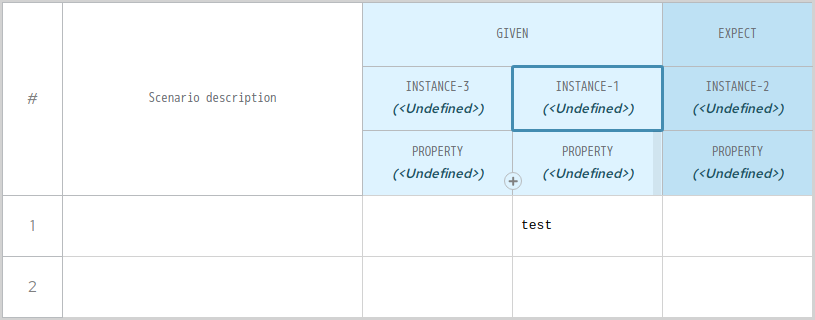 GIVEN EXPECT
# Scenario description
INSTANCE-3 INSTANCE-1 INSTANCE-2
(<Undefined>) (<Undefined>) (<Undefined>)
PROPERTY PROPERTY PROPERTY
(<Undefined>) (<Undefined>) (<Undefined>)
1 test
2